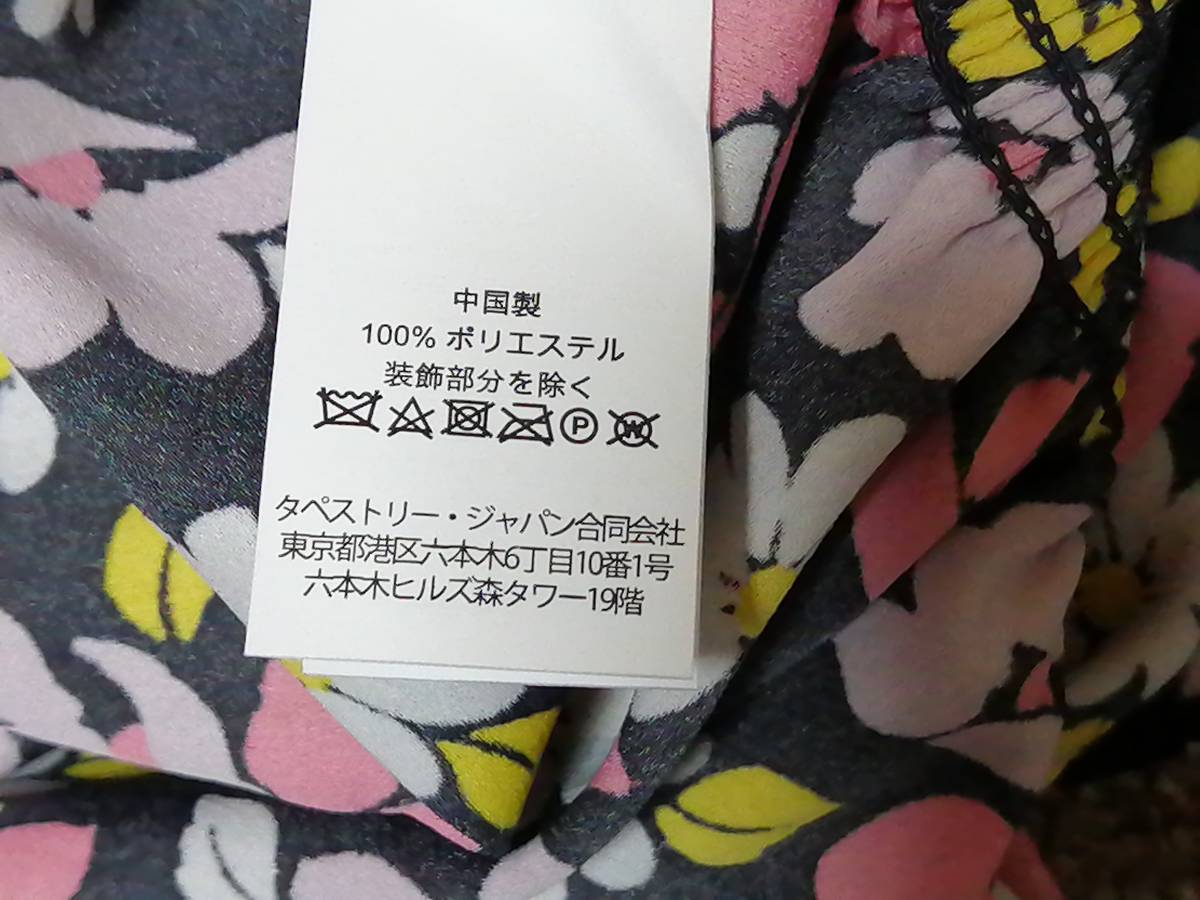 中国製
100% ポリエステル
装飾部分を除く
P W
タペストリー・ジャパン合同会社
東京都港区六本木6丁目10番1号
六本木ヒルズ森タワー19階